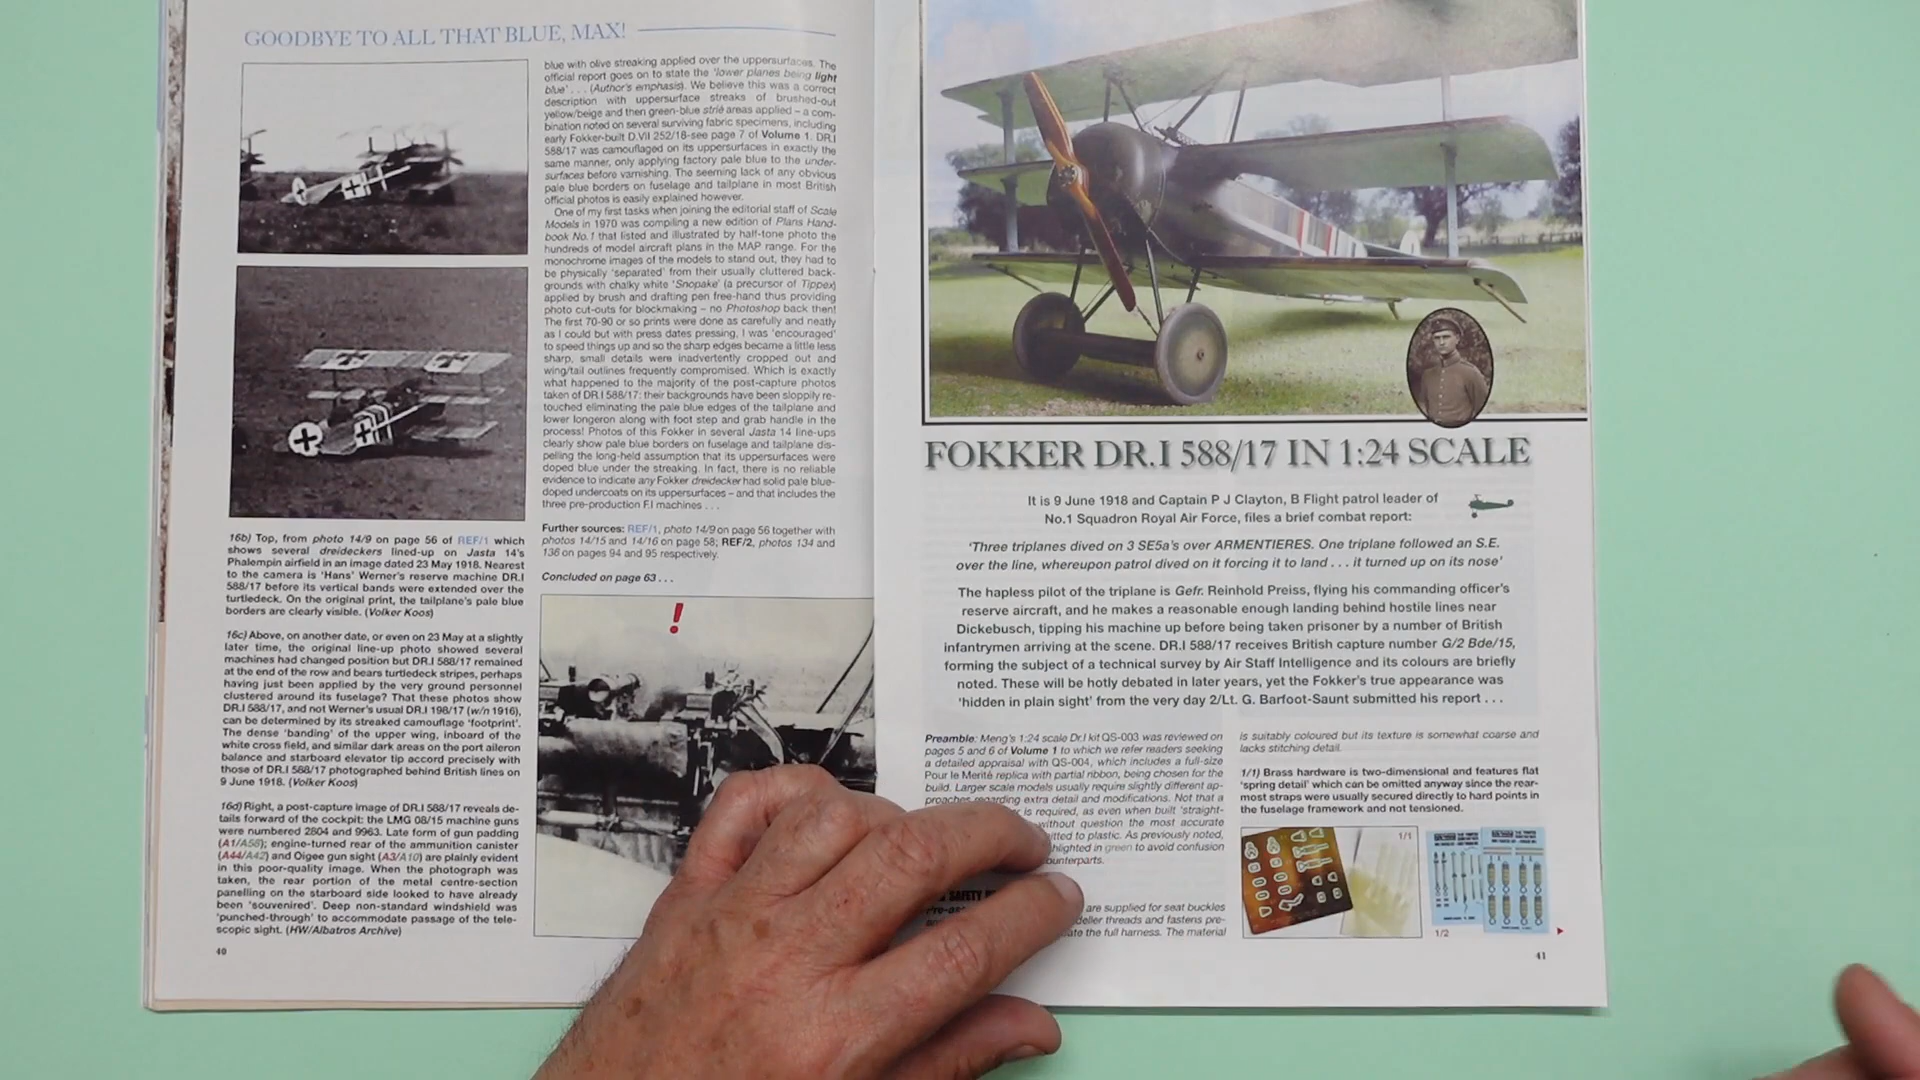 GOODBYE TO ALL THAT BLUE, MAX!
16b) Top, from photo 14/9 on page 56 of REF/1 which
shows several dreideckers lined-up on Jasta 14's
Phalempin airfield in an image dated 23 May 1918. Nearest
to the camera is 'Hans' Werner's reserve machine DR.I
588/17 before its vertical bands were extended over the
turtledeck. On the original print, the tailplane's pale blue
borders are clearly visible. (Volker Koos)
16c) Above, on another date, or even on 23 May at a slightly
later time, the original line-up photo showed several
machines had changed position but DR.I 588/17 remained
at the end of the row and bears turtledeck stripes, perhaps
having just been applied by the very ground personnel
clustered around its fuselage? That these photos show
DR.I 588/17, and not Werner's usual DR.I 198/17 (w/n 1916),
can be determined by its streaked camouflage 'footprint'.
The dense 'banding' of the upper wing, inboard of the
white cross field, and similar dark areas on the port aileron
balance and starboard elevator tip accord precisely with
those of DR.I 588/17 photographed behind British lines on
9 June 1918. (Volker Koos)
16d) Right, a post-capture image of DR.I 588/17 reveals de-
tails forward of the cockpit: the LMG 08/15 machine guns
were numbered 2804 and 9963. Late form of gun padding
(A1/A58); engine-turned rear of the ammunition canister
(A44/A42) and Oigee gun sight (A3/A10) are plainly evident
in this poor-quality image. When the photograph was
taken, the rear portion of the metal centre-section
panelling on the starboard side looked to have already
been 'souvenired'. Deep non-standard windshield was
'punched-through' to accommodate passage of the tele-
scopic sight. (HW/Albatros Archive)
40
blue with olive streaking applied over the uppersurfaces. The
official report goes on to state the 'lower planes being light
blue' . . . (Author's emphasis). We believe this was a correct
description with uppersurface streaks of brushed-out
yellow/beige and then green-blue strié areas applied – a com-
bination noted on several surviving fabric specimens, including
early Fokker-built D.VII 252/18-see page 7 of Volume 1. DR.I
588/17 was camouflaged on its uppersurfaces in exactly the
same manner, only applying factory pale blue to the under-
surfaces before varnishing. The seeming lack of any obvious
pale blue borders on fuselage and tailplane in most British
official photos is easily explained however.
One of my first tasks when joining the editorial staff of Scale
Models in 1970 was compiling a new edition of Plans Hand-
book No.1 that listed and illustrated by half-tone photo the
hundreds of model aircraft plans in the MAP range. For the
monochrome images of the models to stand out, they had to
be physically 'separated' from their usually cluttered back-
grounds with chalky white 'Snopake' (a precursor of Tippex)
applied by brush and drafting pen free-hand thus providing
photo cut-outs for blockmaking – no Photoshop back then!
The first 70-90 or so prints were done as carefully and neatly
as I could but with press dates pressing, I was 'encouraged'
to speed things up and so the sharp edges became a little less
sharp, small details were inadvertently cropped out and
wing/tail outlines frequently compromised. Which is exactly
what happened to the majority of the post-capture photos
taken of DR.I 588/17: their backgrounds have been sloppily re-
touched eliminating the pale blue edges of the tailplane and
lower longeron along with foot step and grab handle in the
process! Photos of this Fokker in several Jasta 14 line-ups
clearly show pale blue borders on fuselage and tailplane dis-
pelling the long-held assumption that its uppersurfaces were
doped blue under the streaking. In fact, there is no reliable
evidence to indicate any Fokker dreidecker had solid pale blue-
doped undercoats on its uppersurfaces – and that includes the
three pre-production F.I machines . . .
Further sources: REF/1, photo 14/9 on page 56 together with
photos 14/15 and 14/16 on page 58; REF/2, photos 134 and
136 on pages 94 and 95 respectively.
Concluded on page 63 . . .
!
FOKKER DR.I 588/17 IN 1:24 SCALE
It is 9 June 1918 and Captain P J Clayton, B Flight patrol leader of
No.1 Squadron Royal Air Force, files a brief combat report:
'Three triplanes dived on 3 SE5a's over ARMENTIERES. One triplane followed an S.E.
over the line, whereupon patrol dived on it forcing it to land . . . it turned up on its nose'
The hapless pilot of the triplane is Gefr. Reinhold Preiss, flying his commanding officer's
reserve aircraft, and he makes a reasonable enough landing behind hostile lines near
Dickebusch, tipping his machine up before being taken prisoner by a number of British
infantrymen arriving at the scene. DR.I 588/17 receives British capture number G/2 Bde/15,
forming the subject of a technical survey by Air Staff Intelligence and its colours are briefly
noted. These will be hotly debated in later years, yet the Fokker's true appearance was
'hidden in plain sight' from the very day 2/Lt. G. Barfoot-Saunt submitted his report . . .
Preamble: Meng's 1:24 scale Dr.I kit QS-003 was reviewed on
pages 5 and 6 of Volume 1 to which we refer readers seeking
a detailed appraisal with QS-004, which includes a full-size
Pour le Merité replica with partial ribbon, being chosen for the
build. Larger scale models usually require slightly different ap-
proaches regarding extra detail and modifications. Not that a
is required, as even when built 'straight-
without question the most accurate
to plastic. As previously noted,
in green to avoid confusion
SAFETY
are supplied for seat buckles
threads and fastens pre-
the full harness. The material
is suitably coloured but its texture is somewhat coarse and
lacks stitching detail.
1/1) Brass hardware is two-dimensional and features flat
'spring detail' which can be omitted anyway since the rear-
most straps were usually secured directly to hard points in
the fuselage framework and not tensioned.
1/1
1/2
41